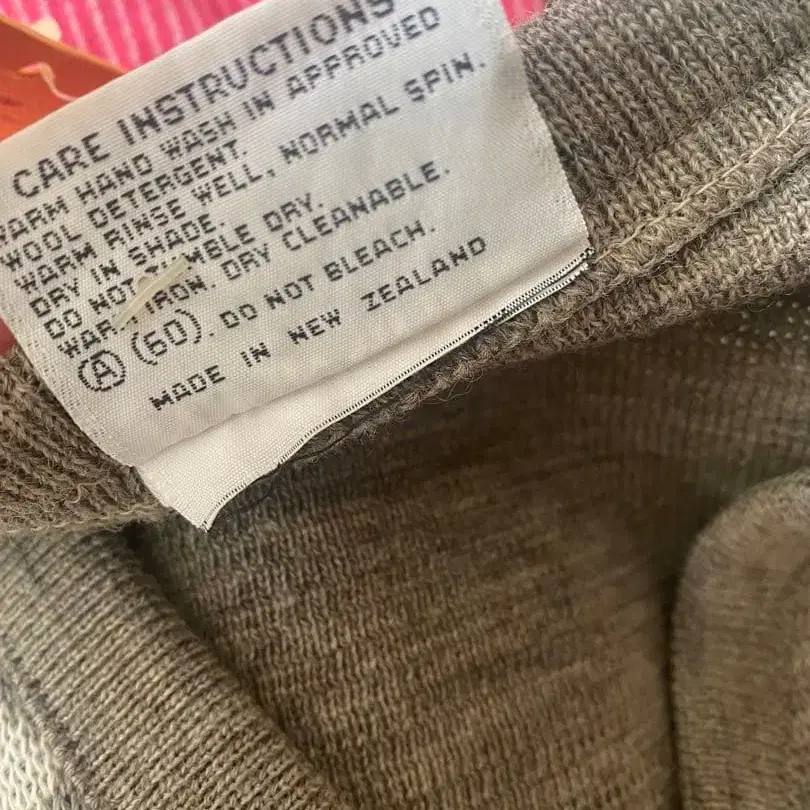 CARE INSTRUCTIONS
WARM HAND WASH IN APPROVED
WOOL DETERGENT.
WARM RINSE WELL, NORMAL SPIN.
DRY IN SHADE.
DO NOT TUMBLE DRY.
WARM IRON. DRY CLEANABLE.
(A) (60). DO NOT BLEACH.
MADE IN NEW ZEALAND